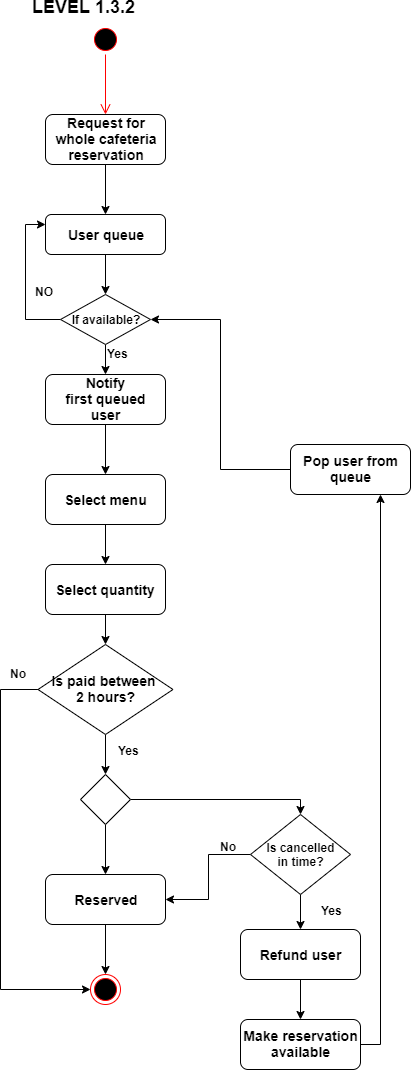 LEVEL 1.3.2
Request for
whole cafeteria
reservation
User queue
NO
If available?
Yes
Notify
first queued
user
Pop user from
queue
Select menu
Select quantity
No
Is paid between
2 hours?
Yes
No
Is cancelled
in time?
Reserved
Yes
Refund user
Make reservation
available